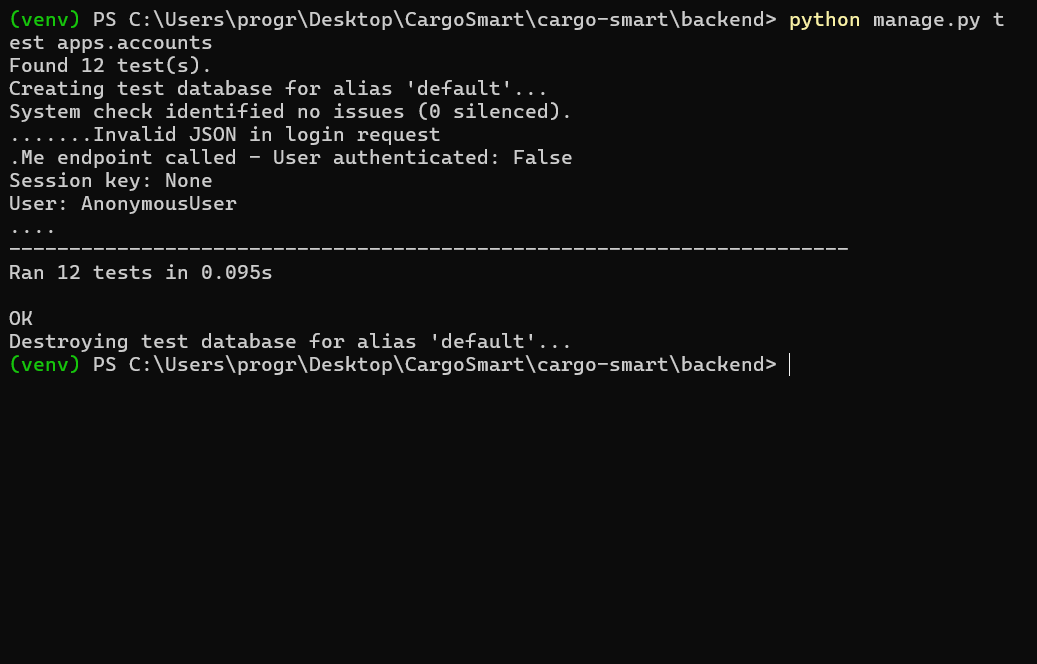 (venv) PS C:\Users\progr\Desktop\CargoSmart\cargo-smart\backend> python manage.py t
est apps.accounts
Found 12 test(s).
Creating test database for alias 'default'...
System check identified no issues (0 silenced).
.......Invalid JSON in login request
.Me endpoint called - User authenticated: False
Session key: None
User: AnonymousUser
....
----------------------------------------------------------------------
Ran 12 tests in 0.095s

OK
Destroying test database for alias 'default'...
(venv) PS C:\Users\progr\Desktop\CargoSmart\cargo-smart\backend>